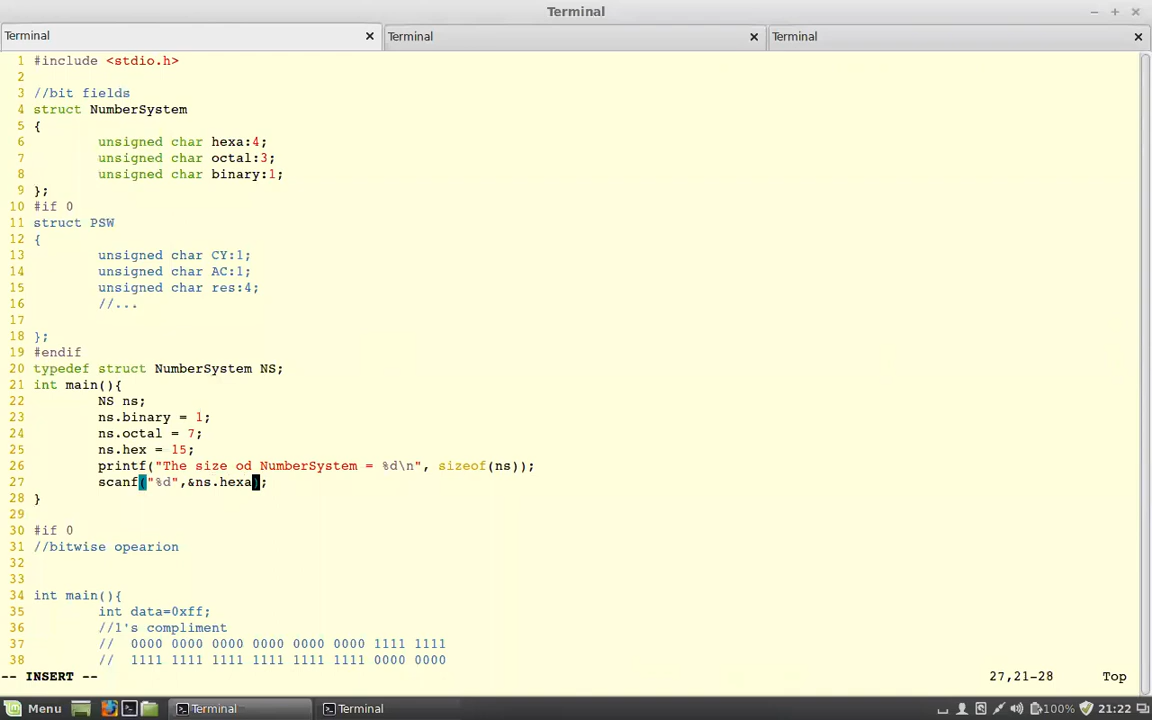 Terminal
Terminal
Terminal
Terminal
1 #include <stdio.h>
2
3 //bit fields
4 struct NumberSystem
5 {
6 unsigned char hexa:4;
7 unsigned char octal:3;
8 unsigned char binary:1;
9 };
10 #if 0
11 struct PSW
12 {
13 unsigned char CY:1;
14 unsigned char AC:1;
15 unsigned char res:4;
16 //...
17
18 };
19 #endif
20 typedef struct NumberSystem NS;
21 int main(){
22 NS ns;
23 ns.binary = 1;
24 ns.octal = 7;
25 ns.hex = 15;
26 printf("The size od NumberSystem = %d\n", sizeof(ns));
27 scanf("%d",&ns.hexa);
28 }
29
30 #if 0
31 //bitwise opearion
32
33
34 int main(){
35 int data=0xff;
36 //1's compliment
37 // 0000 0000 0000 0000 0000 0000 1111 1111
38 // 1111 1111 1111 1111 1111 1111 0000 0000
-- INSERT -- 27,21-28 Top
Menu Terminal Terminal 100% 21:22